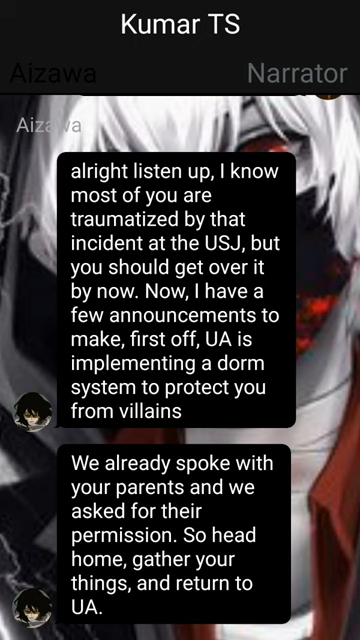 Kumar TS
Aizawa
Narrator
Aizawa
alright listen up, I know
most of you are
traumatized by that
incident at the USJ, but
you should get over it
by now. Now, I have a
few announcements to
make, first off, UA is
implementing a dorm
system to protect you
from villains
We already spoke with
your parents and we
asked for their
permission. So head
home, gather your
things, and return to
UA.